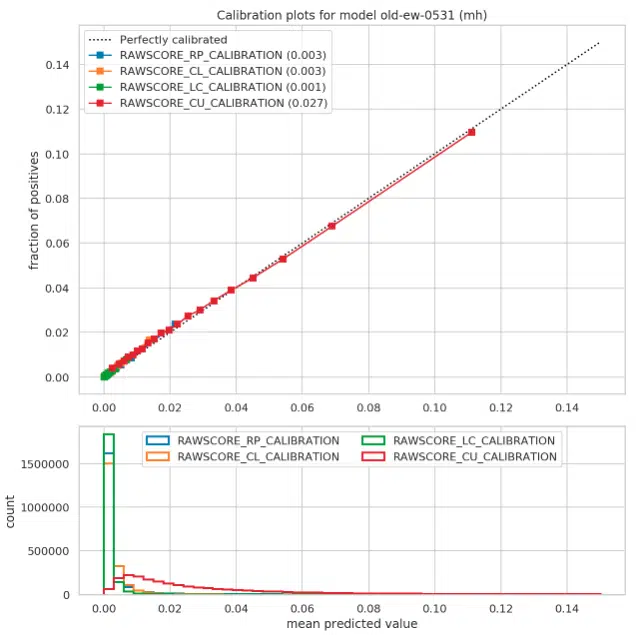 Calibration plots for model old-ew-0531 (mh)
Perfectly calibrated
RAWSCORE_RP_CALIBRATION (0.003)
RAWSCORE_CL_CALIBRATION (0.003)
RAWSCORE_LC_CALIBRATION (0.001)
RAWSCORE_CU_CALIBRATION (0.027)
fraction of positives
0.14
0.12
0.10
0.08
0.06
0.04
0.02
0.00
0.00 0.02 0.04 0.06 0.08 0.10 0.12 0.14
RAWSCORE_RP_CALIBRATION RAWSCORE_LC_CALIBRATION
RAWSCORE_CL_CALIBRATION RAWSCORE_CU_CALIBRATION
count
1500000
1000000
500000
0
0.00 0.02 0.04 0.06 0.08 0.10 0.12 0.14
mean predicted value